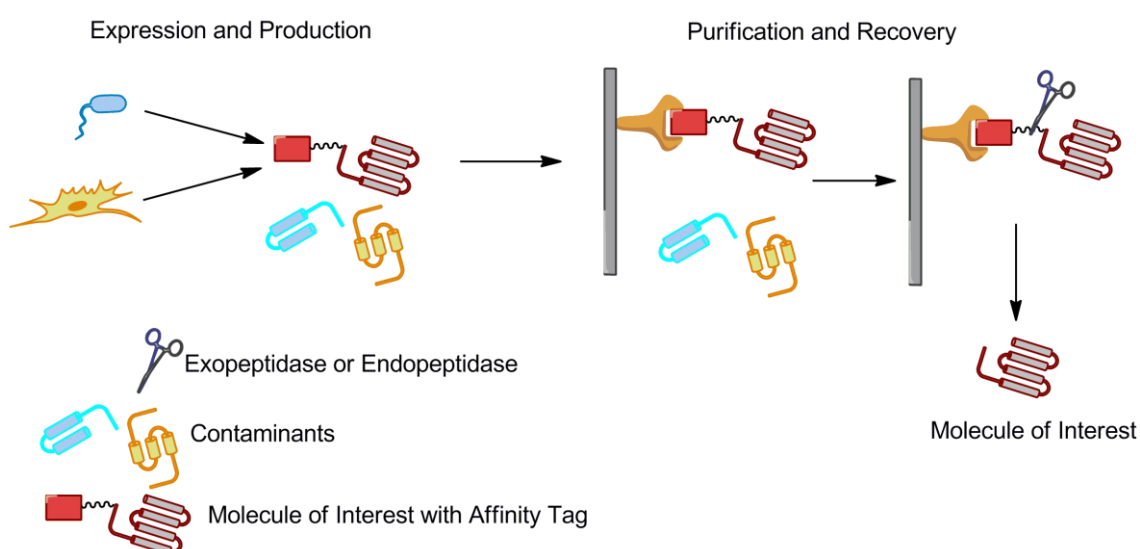 Expression and Production
Purification and Recovery
Exopeptidase or Endopeptidase
Contaminants
Molecule of Interest
Molecule of Interest with Affinity Tag